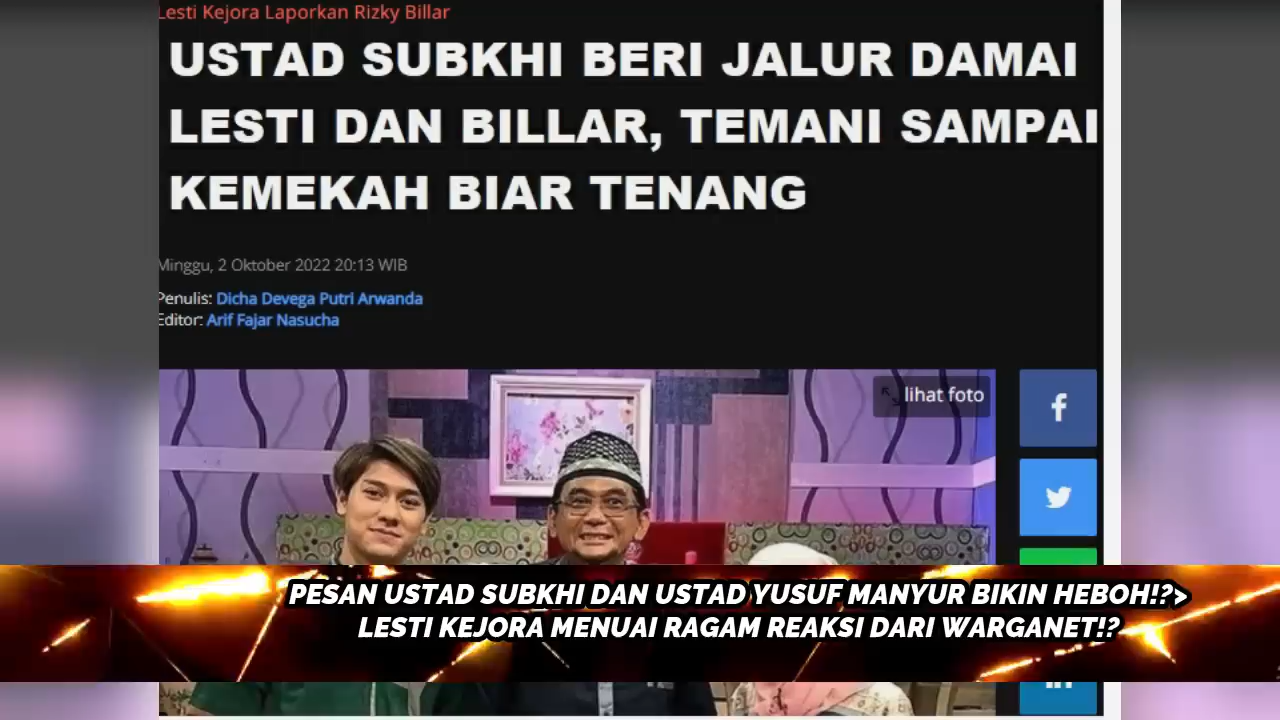 Lesti Kejora Laporkan Rizky Billar
USTAD SUBKHI BERI JALUR DAMAI
LESTI DAN BILLAR, TEMANI SAMPAI
KEMEKAH BIAR TENANG
Minggu, 2 Oktober 2022 20:13 WIB
Penulis: Dicha Devega Putri Arwanda
Editor: Arif Fajar Nasucha
lihat foto
PESAN USTAD SUBKHI DAN USTAD YUSUF MANYUR BIKIN HEBOH!?>
LESTI KEJORA MENUAI RAGAM REAKSI DARI WARGANET!?